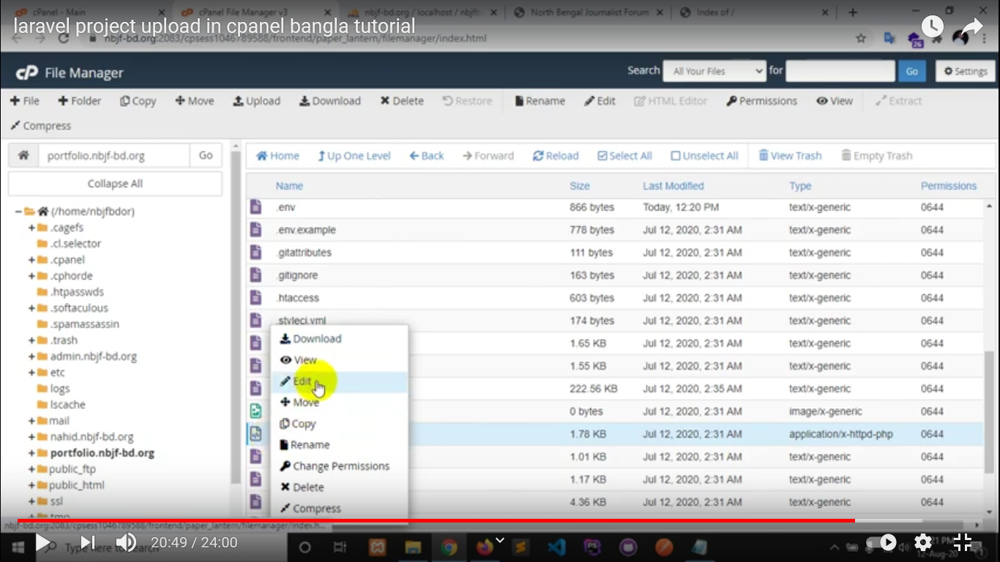 cPanel - Main
cPanel File Manager v3
nbjf-bd.org / localhost / nbjfb
North Bengal Journalist Forum
Index of /
laravel project upload in cpanel bangla tutorial
nbjf-bd.org:2083/cpsess1046789588/frontend/paper_lantern/filemanager/index.html
26
cP File Manager
Search All Your Files for Go Settings
File Folder Copy Move Upload Download Delete Restore Rename Edit HTML Editor Permissions View Extract
Compress
portfolio.nbjf-bd.org Go
Home Up One Level Back Forward Reload Select All Unselect All View Trash Empty Trash
Collapse All
(/home/nbjfbdor)
.cagefs
.cl.selector
.cpanel
.cphorde
.htpasswds
.softaculous
.spamassassin
.trash
admin.nbjf-bd.org
etc
logs
lscache
mail
nahid.nbjf-bd.org
portfolio.nbjf-bd.org
public_ftp
public_html
ssl
tmp
Name Size Last Modified Type Permissions
.env 866 bytes Today, 12:20 PM text/x-generic 0644
.env.example 778 bytes Jul 12, 2020, 2:31 AM text/x-generic 0644
.gitattributes 111 bytes Jul 12, 2020, 2:31 AM text/x-generic 0644
.gitignore 163 bytes Jul 12, 2020, 2:31 AM text/x-generic 0644
.htaccess 603 bytes Jul 12, 2020, 2:31 AM text/x-generic 0644
.styleci.yml 174 bytes Jul 12, 2020, 2:31 AM text/x-generic 0644
1.65 KB Jul 12, 2020, 2:31 AM text/x-generic 0644
1.55 KB Jul 12, 2020, 2:31 AM text/x-generic 0644
222.56 KB Jul 12, 2020, 2:35 AM text/x-generic 0644
0 bytes Jul 12, 2020, 2:31 AM image/x-generic 0644
1.78 KB Jul 12, 2020, 2:31 AM application/x-httpd-php 0644
1.01 KB Jul 12, 2020, 2:31 AM text/x-generic 0644
1.17 KB Jul 12, 2020, 2:31 AM text/x-generic 0644
4.36 KB Jul 12, 2020, 2:31 AM text/x-generic 0644
Download
View
Edit
Move
Copy
Rename
Change Permissions
Delete
Compress
nbjf-bd.org:2083/cpsess1046789588/frontend/paper_lantern/filemanager/index.h...
20:49 / 24:00
Type here to search
PS
21 PM
12-Aug-20